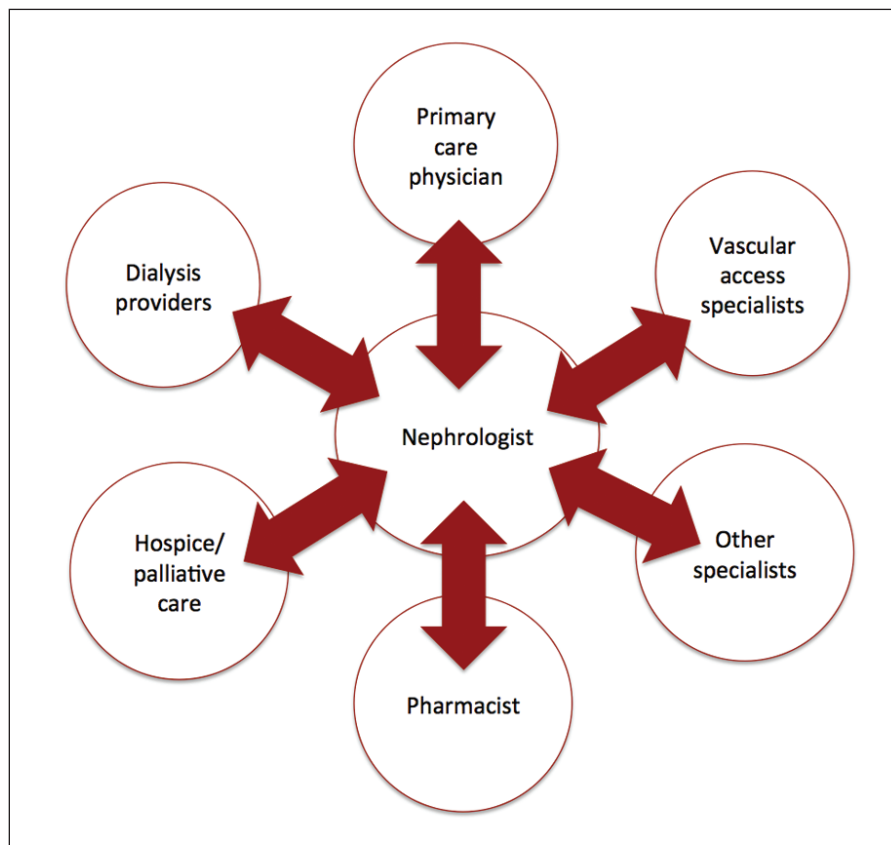 Primary
care
physician
Dialysis
providers
Vascular
access
specialists
Nephrologist
Hospice/
palliative
care
Other
specialists
Pharmacist